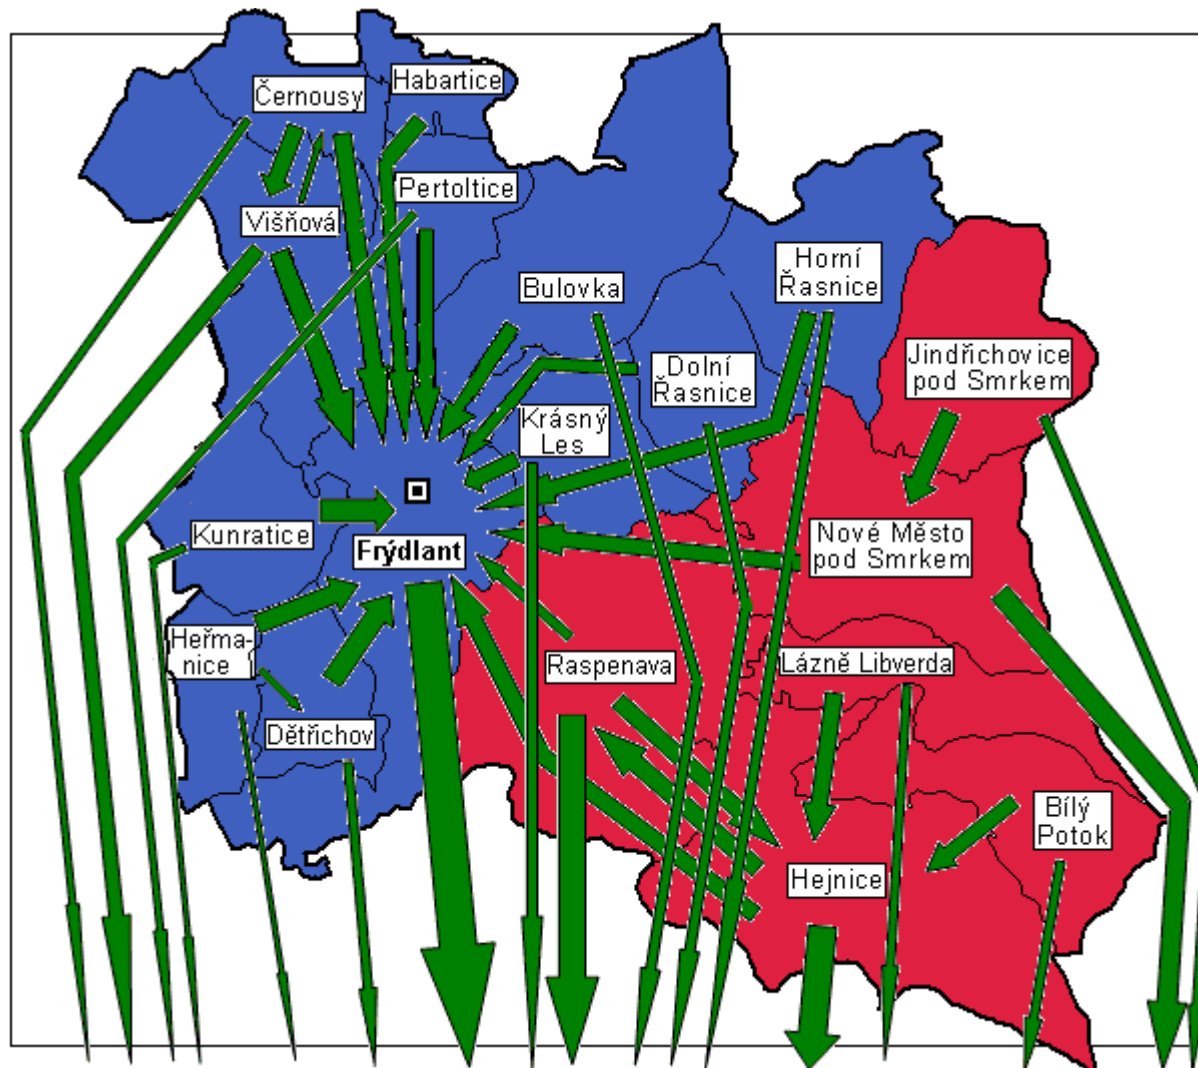 Habartice
Černousy
Pertoltice
Višňová
Horní
Řasnice
Bulovka
Jindřichovice
pod Smrkem
Dolní
Řasnice
Krásný
Les
Kunratice
Nové Město
pod Smrkem
Frýdlant
Heřma-
nice
Raspenava
Lázně Libverda
Dětřichov
Bílý
Potok
Hejnice